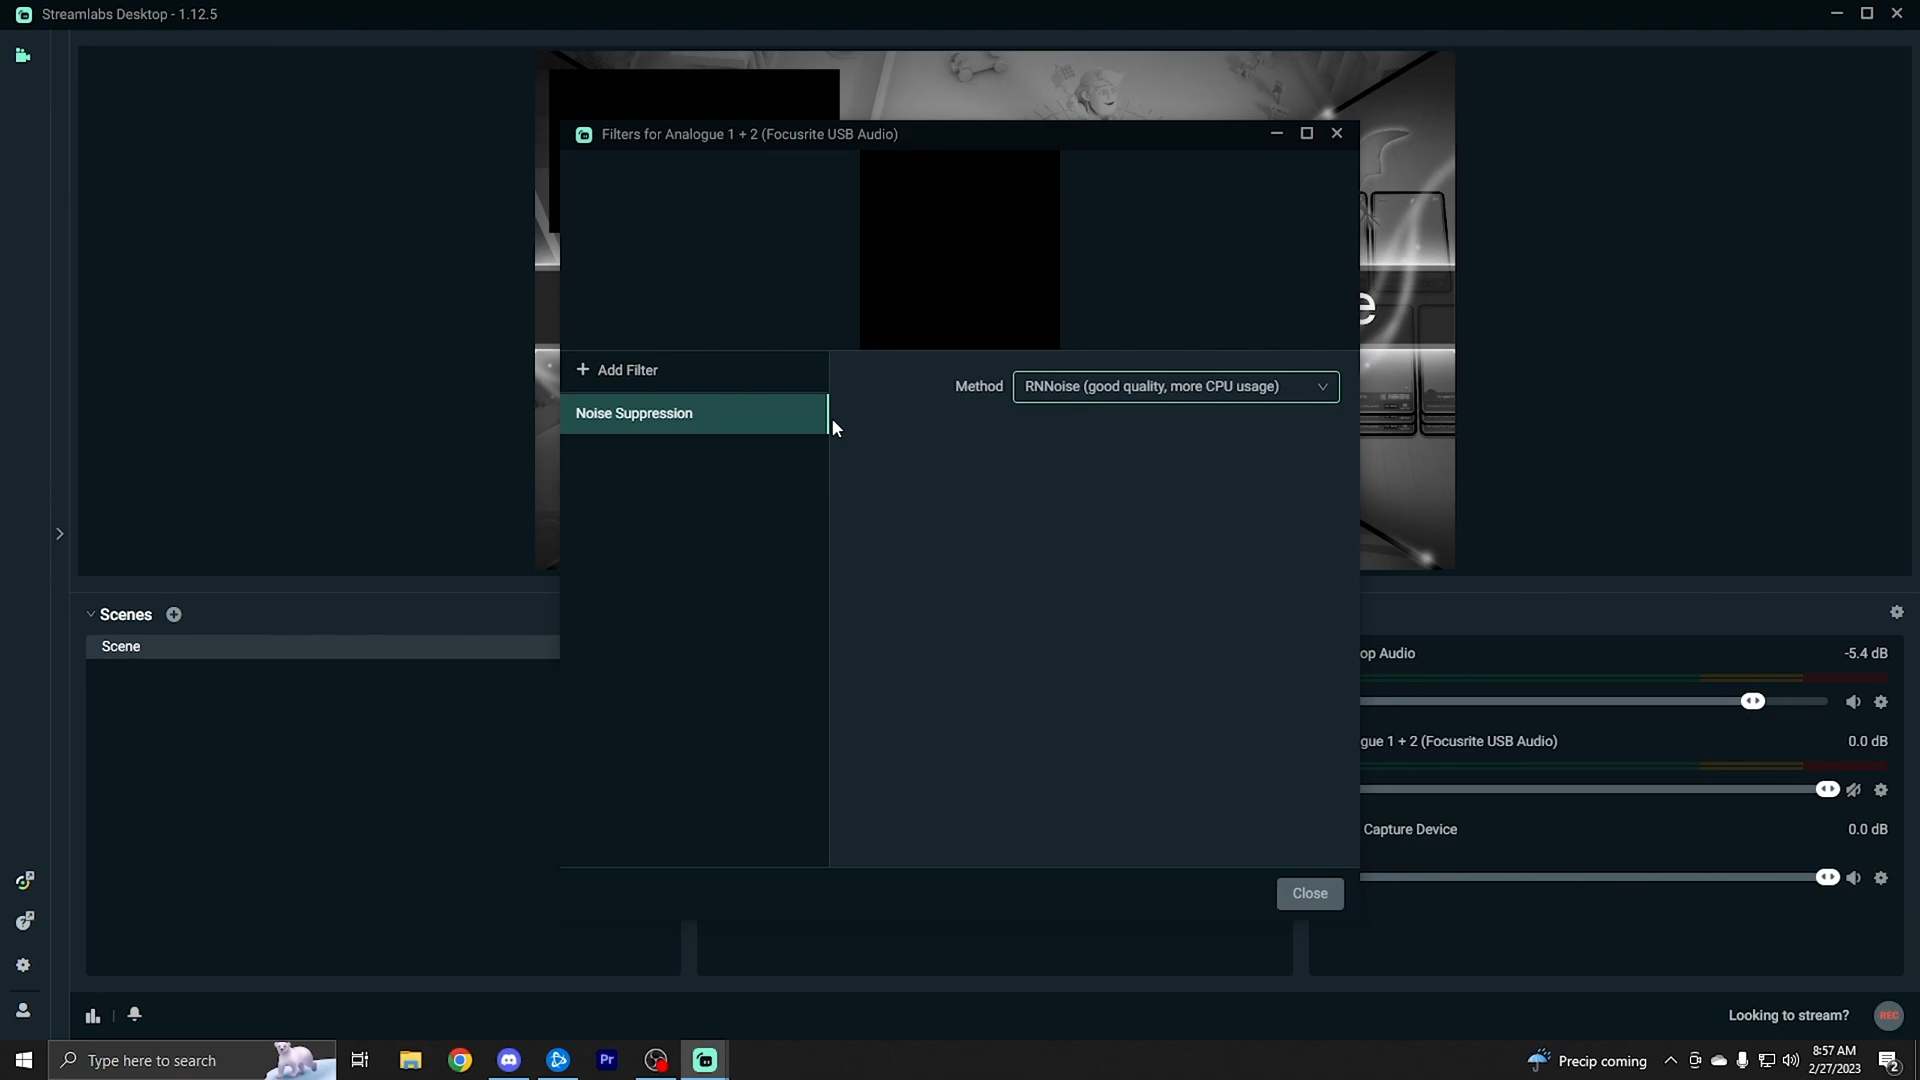 Streamlabs Desktop - 1.12.5
Filters for Analogue 1 + 2 (Focusrite USB Audio)
+ Add Filter
Noise Suppression
Method
RNNoise (good quality, more CPU usage)
e
Close
Scenes
Scene
op Audio
-5.4 dB
gue 1 + 2 (Focusrite USB Audio)
0.0 dB
Capture Device
0.0 dB
Looking to stream?
REC
Type here to search
Pr
Precip coming
8:57 AM
2/27/2023
2